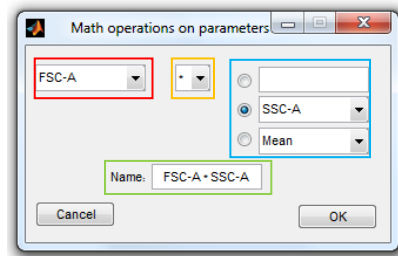 Math operations on parameters
FSC-A
*
SSC-A
Mean
Name: FSC-A*SSC-A
Cancel
OK